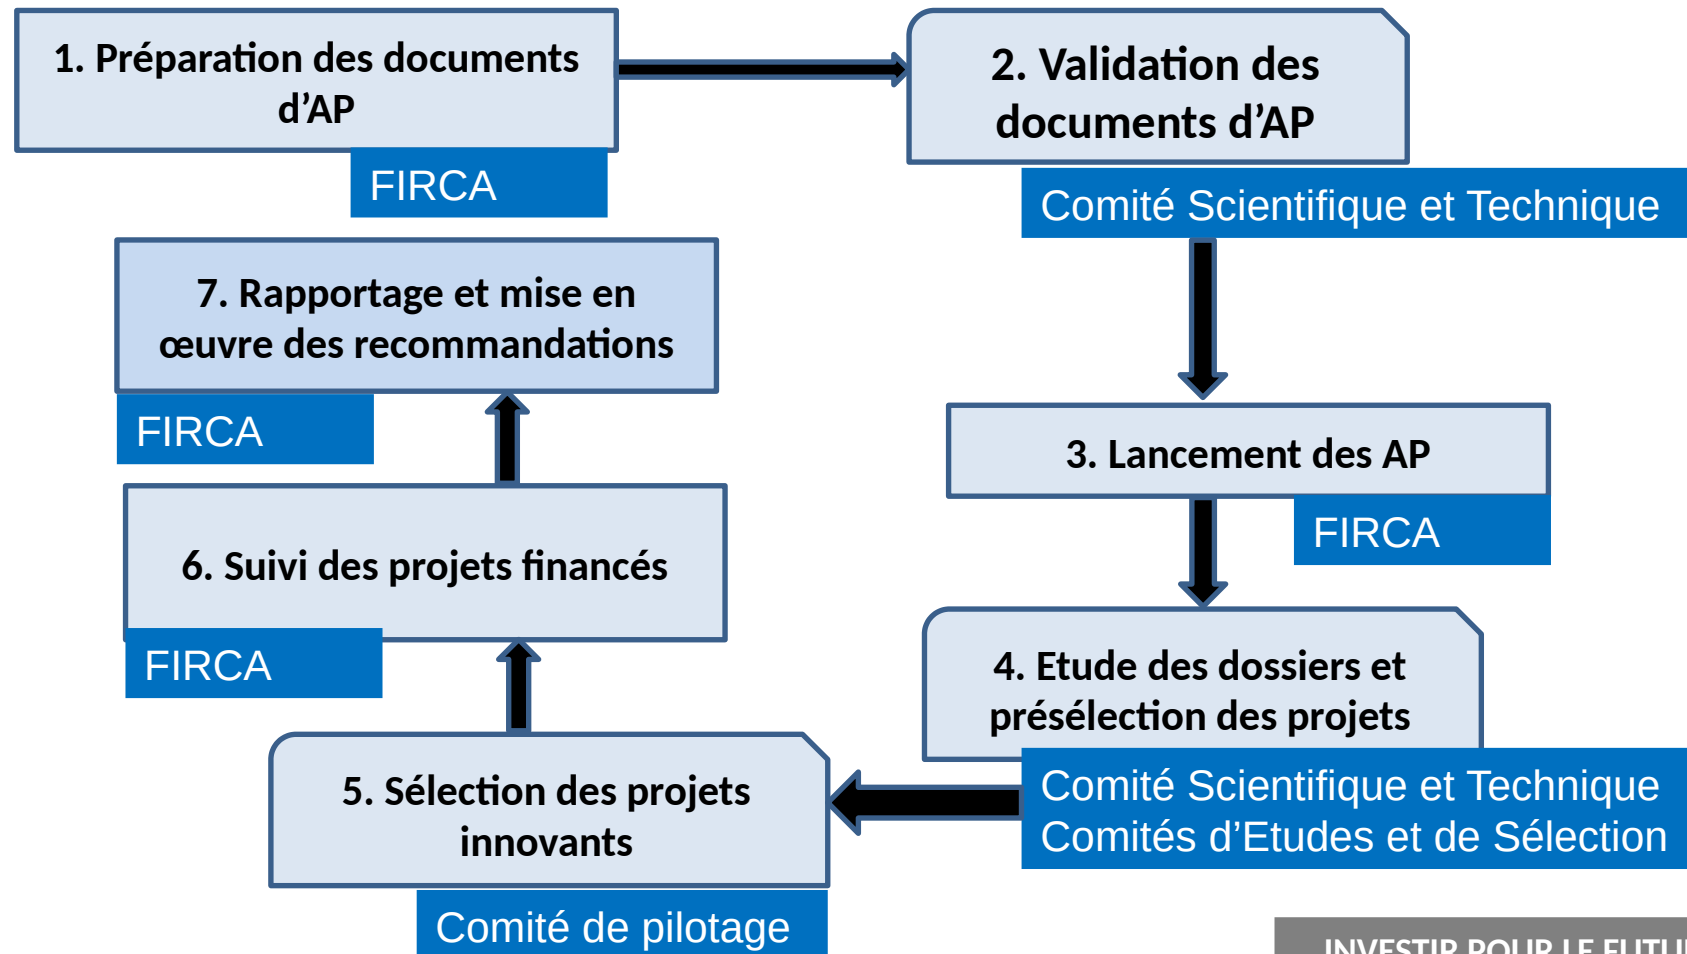 1. Préparation des documents
d’AP
FIRCA
2. Validation des
documents d’AP
Comité Scientifique et Technique
3. Lancement des AP
FIRCA
4. Etude des dossiers et
présélection des projets
Comité Scientifique et Technique
Comités d’Etudes et de Sélection
5. Sélection des projets
innovants
Comité de pilotage
6. Suivi des projets financés
FIRCA
7. Rapportage et mise en
œuvre des recommandations
FIRCA
INVESTIR POUR LE